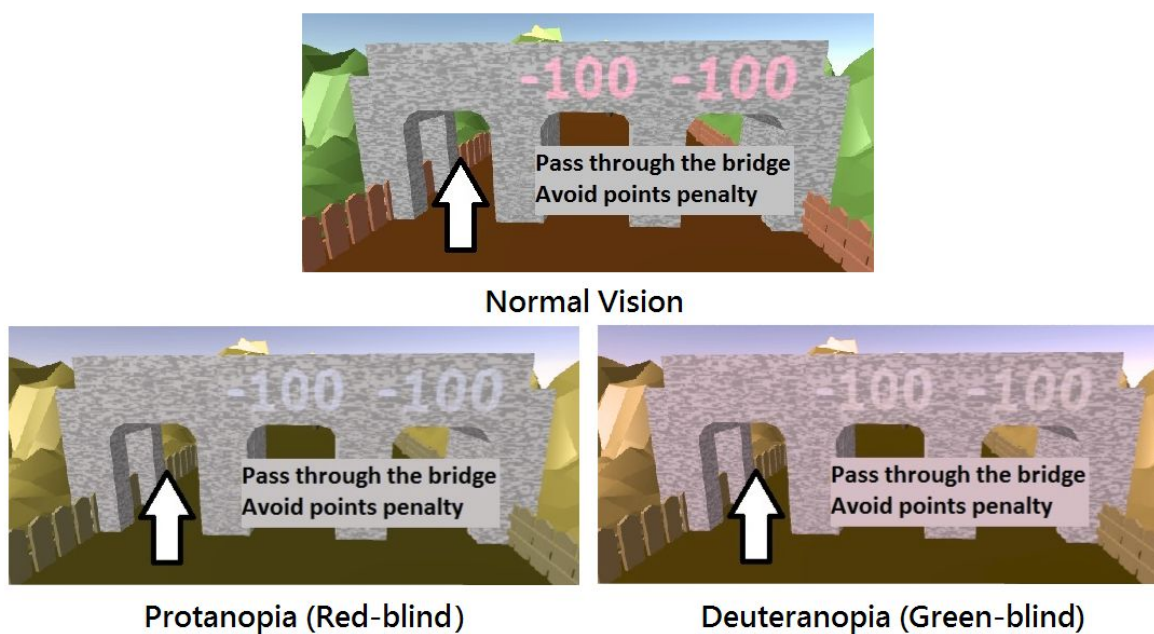 -100 -100
Pass through the bridge
Avoid points penalty
Normal Vision
-100 -100
Pass through the bridge
Avoid points penalty
Protanopia (Red-blind)
-100 -100
Pass through the bridge
Avoid points penalty
Deuteranopia (Green-blind)